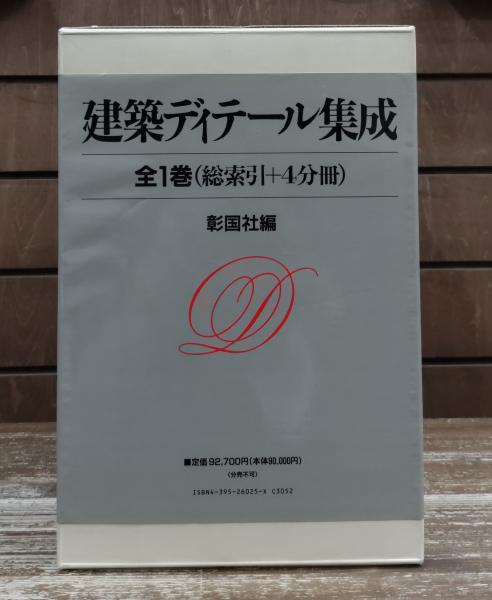 建築ディテール集成
全1巻(総索引+4分冊)
彰国社編
D
■定価92,700円(本体90,000円)
(分売不可)
ISBN4-395-26025-X C3052